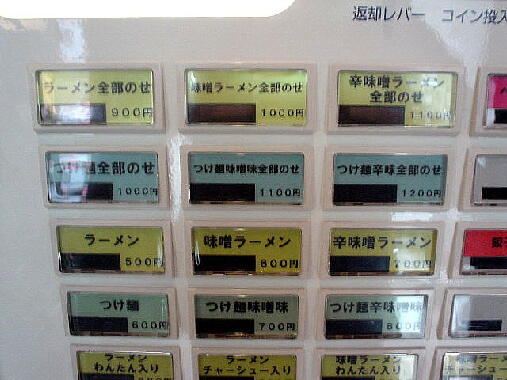 返却レバー コイン投入
ラーメン全部のせ
900円
味噌ラーメン全部のせ
1000円
辛味噌ラーメン
全部のせ
1100円
つけ麺全部のせ
1000円
つけ麺味噌味全部のせ
1100円
つけ麺辛味全部のせ
1200円
ラーメン
500円
味噌ラーメン
600円
辛味噌ラーメン
700円
つけ麺
600円
つけ麺味噌味
700円
つけ麺辛味噌味
800円
ラーメン
わんたん入り
ラーメン
チャーシュー入り
味噌ラーメン
わんたん入り